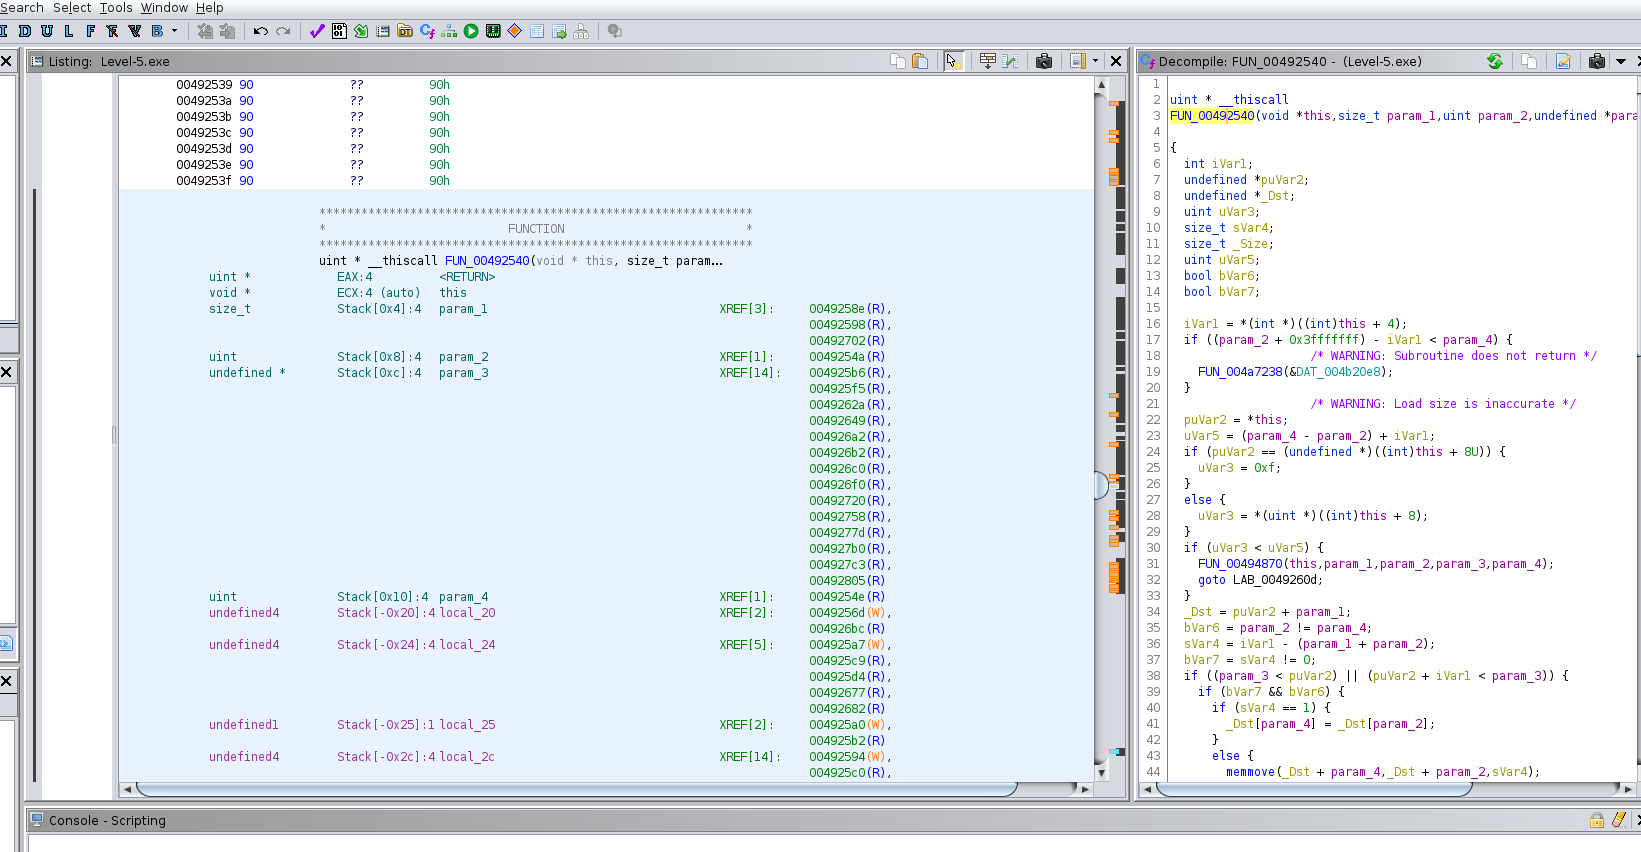 Search Select Tools Window Help
I D U L F R V B
Listing: Level-5.exe
00492539 90 ?? 90h
0049253a 90 ?? 90h
0049253b 90 ?? 90h
0049253c 90 ?? 90h
0049253d 90 ?? 90h
0049253e 90 ?? 90h
0049253f 90 ?? 90h
**************************************************************
* FUNCTION *
**************************************************************
uint * __thiscall FUN_00492540(void * this, size_t param...
uint * EAX:4 <RETURN>
void * ECX:4 (auto) this
size_t Stack[0x4]:4 param_1 XREF[3]: 0049258e(R),
00492598(R),
00492702(R)
uint Stack[0x8]:4 param_2 XREF[1]: 0049254a(R)
undefined * Stack[0xc]:4 param_3 XREF[14]: 004925b6(R),
004925f5(R),
0049262a(R),
00492649(R),
004926a2(R),
004926b2(R),
004926c0(R),
004926f0(R),
00492720(R),
00492758(R),
0049277d(R),
004927b0(R),
004927c3(R),
00492805(R)
uint Stack[0x10]:4 param_4 XREF[1]: 0049254e(R)
undefined4 Stack[-0x20]:4 local_20 XREF[2]: 0049256d(W),
004926bc(R)
undefined4 Stack[-0x24]:4 local_24 XREF[5]: 004925a7(W),
004925c9(R),
004925d4(R),
00492677(R),
00492682(R)
undefined1 Stack[-0x25]:1 local_25 XREF[2]: 004925a0(W),
004925b2(R)
undefined4 Stack[-0x2c]:4 local_2c XREF[14]: 00492594(W),
004925c0(R),
Decompile: FUN_00492540 - (Level-5.exe)
1
2 uint * __thiscall
3 FUN_00492540(void *this,size_t param_1,uint param_2,undefined *para
4
5 {
6 int iVar1;
7 undefined *puVar2;
8 undefined *_Dst;
9 uint uVar3;
10 size_t sVar4;
11 size_t _Size;
12 uint uVar5;
13 bool bVar6;
14 bool bVar7;
15
16 iVar1 = *(int *)((int)this + 4);
17 if ((param_2 + 0x3fffffff) - iVar1 < param_4) {
18 /* WARNING: Subroutine does not return */
19 FUN_004a7238(&DAT_004b20e8);
20 }
21 /* WARNING: Load size is inaccurate */
22 puVar2 = *this;
23 uVar5 = (param_4 - param_2) + iVar1;
24 if (puVar2 == (undefined *)((int)this + 8U)) {
25 uVar3 = 0xf;
26 }
27 else {
28 uVar3 = *(uint *)((int)this + 8);
29 }
30 if (uVar3 < uVar5) {
31 FUN_00494870(this,param_1,param_2,param_3,param_4);
32 goto LAB_0049260d;
33 }
34 _Dst = puVar2 + param_1;
35 bVar6 = param_2 != param_4;
36 sVar4 = iVar1 - (param_1 + param_2);
37 bVar7 = sVar4 != 0;
38 if ((param_3 < puVar2) || (puVar2 + iVar1 < param_3)) {
39 if (bVar7 && bVar6) {
40 if (sVar4 == 1) {
41 _Dst[param_4] = _Dst[param_2];
42 }
43 else {
44 memmove(_Dst + param_4,_Dst + param_2,sVar4);
Console - Scripting